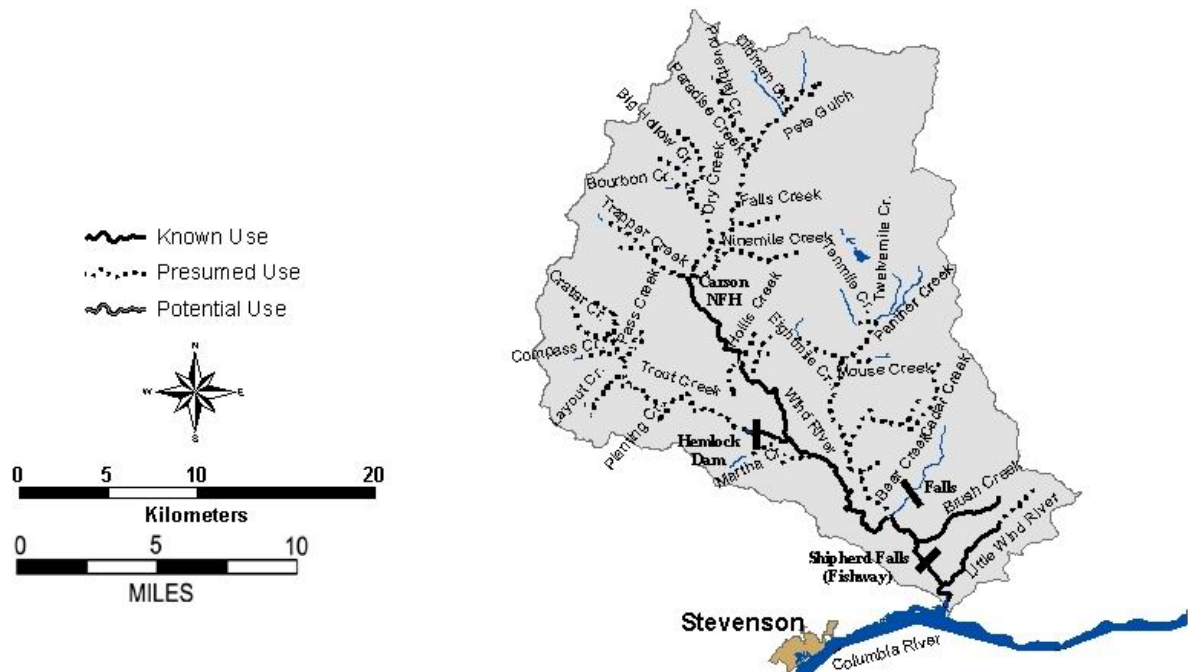 Known Use
Presumed Use
Potential Use
N
W
E
S
0 5 10 20
Kilometers
0 5 10
MILES
Oldman Cr.
Proverbial Cr.
Paradise Creek
Pete Gulch
Big Hollow Cr.
Dry Creek
Bourbon Cr.
Falls Creek
Trapper Creek
Ninemile Creek
Twelvemile Cr.
Tenmile Cr.
Panther Creek
Carson
NFH
Hollis Creek
Pass Creek
Crater Cr.
Eightmile Cr.
Compass Cr.
Mouse Creek
Trout Creek
Layout Cr.
Cedar Creek
Wind River
Planting Cr.
Hemlock
Dam
Martha Cr.
Bear Creek
Falls
Brush Creek
Little Wind River
Shipherd Falls
(Fishway)
Stevenson
Columbia River